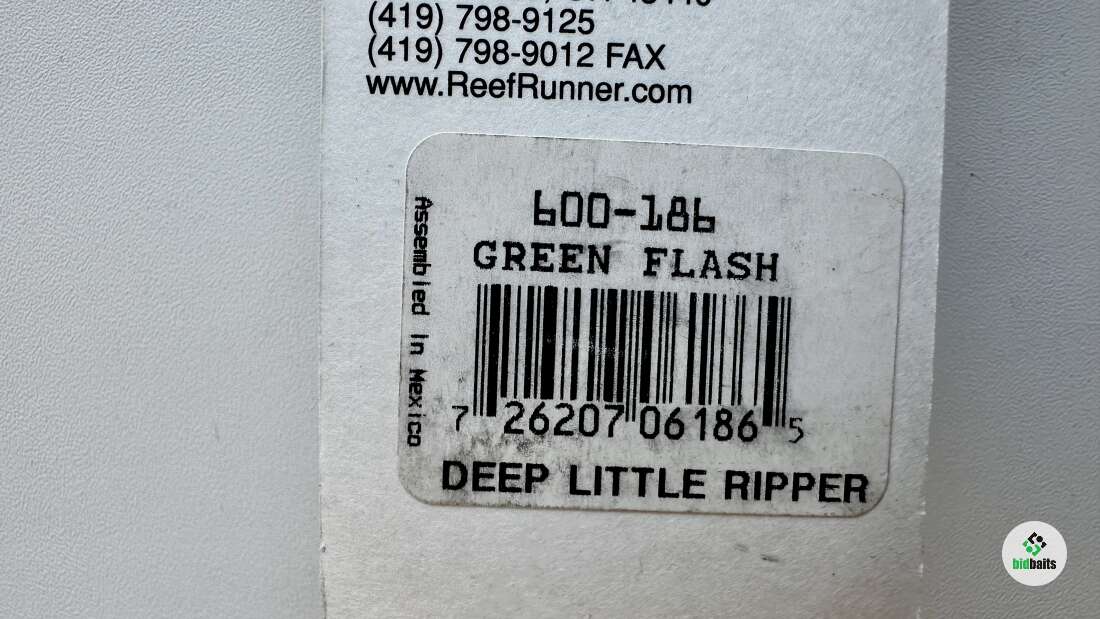 (419) 798-9125
(419) 798-9012 FAX
www.ReefRunner.com
600-186
GREEN FLASH
Assembled In Mexico
7 26207 06186 5
DEEP LITTLE RIPPER
bidbaits